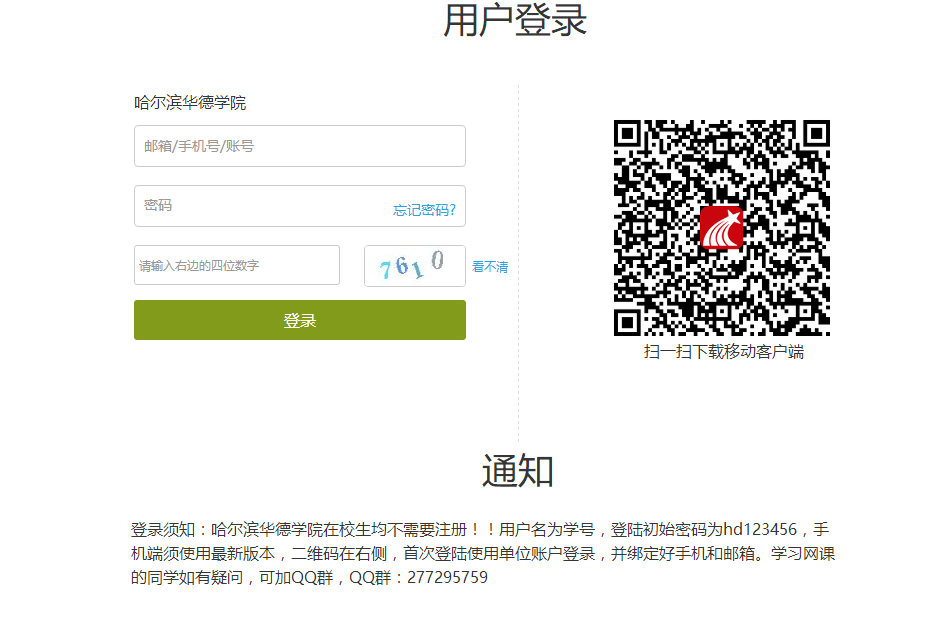 用户登录
哈尔滨华德学院
邮箱/手机号/账号
密码
忘记密码?
请输入右边的四位数字
7610
看不清
登录
扫一扫下载移动客户端
通知
登录须知：哈尔滨华德学院在校生均不需要注册！！用户名为学号，登陆初始密码为hd123456，手
机端须使用最新版本，二维码在右侧，首次登陆使用单位账户登录，并绑定好手机和邮箱。学习网课
的同学如有疑问，可加QQ群，QQ群：277295759